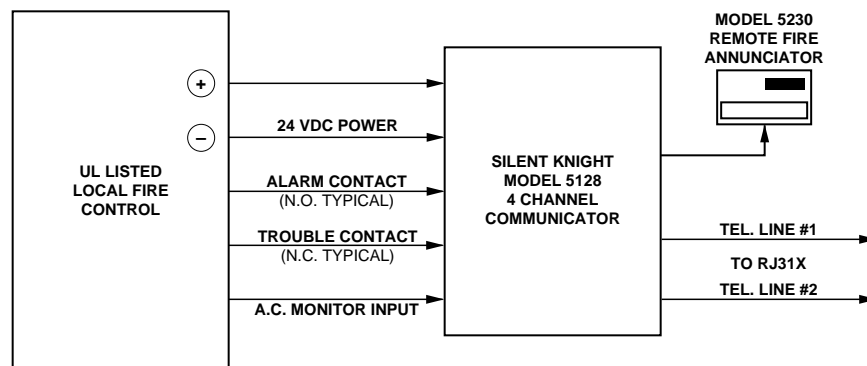 MODEL 5230
REMOTE FIRE
ANNUNCIATOR
+
24 VDC POWER
−
UL LISTED
LOCAL FIRE
CONTROL
ALARM CONTACT
(N.O. TYPICAL)
TROUBLE CONTACT
(N.C. TYPICAL)
A.C. MONITOR INPUT
SILENT KNIGHT
MODEL 5128
4 CHANNEL
COMMUNICATOR
TEL. LINE #1
TO RJ31X
TEL. LINE #2